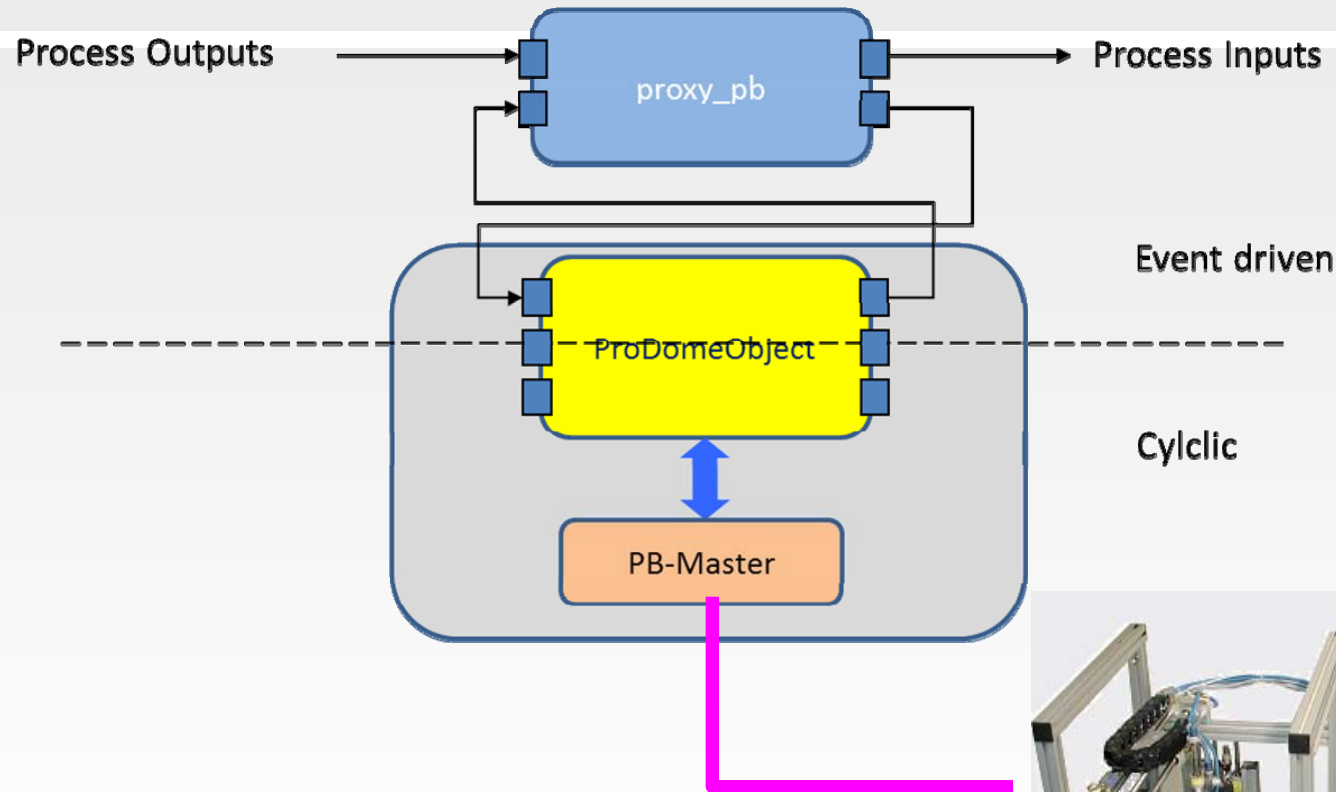 Process Outputs
proxy_pb
Process Inputs
Event driven
ProDomeObject
Cylclic
PB-Master